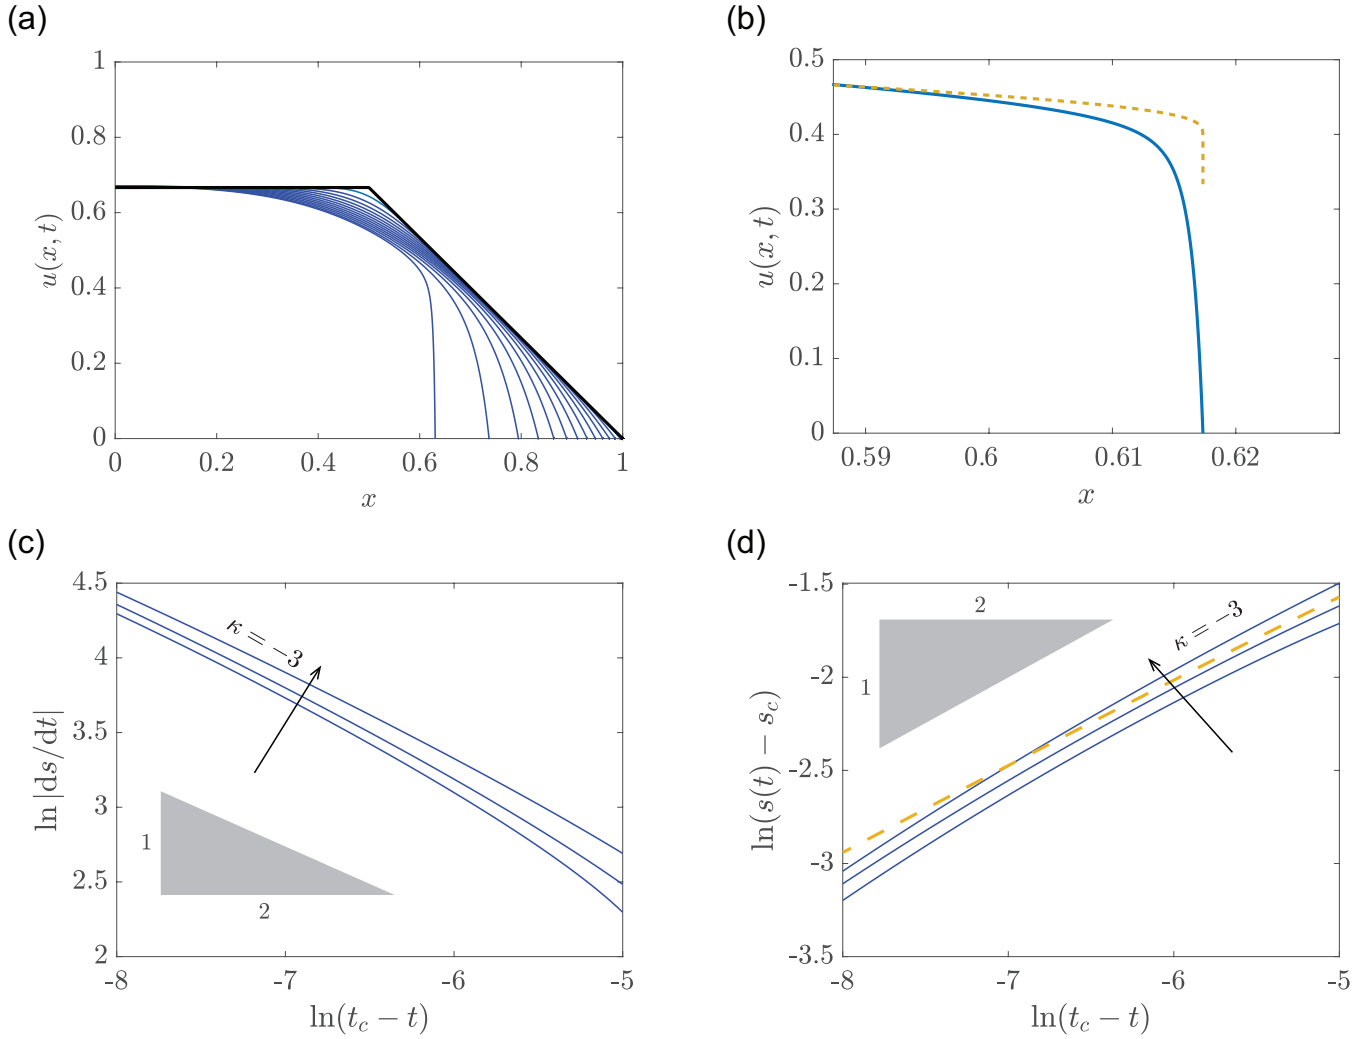 (a)
1
0.8
0.6
0.4
0.2
0
u(x, t)
0 0.2 0.4 0.6 0.8 1
x
(b)
0.5
0.4
0.3
0.2
0.1
0
u(x, t)
0.59 0.6 0.61 0.62
x
(c)
4.5
4
3.5
3
2.5
2
ln |ds/dt|
κ = −3
1
2
-8 -7 -6 -5
ln(t_c − t)
(d)
-1.5
-2
-2.5
-3
-3.5
ln(s(t) − s_c)
2
1
κ = −3
-8 -7 -6 -5
ln(t_c − t)